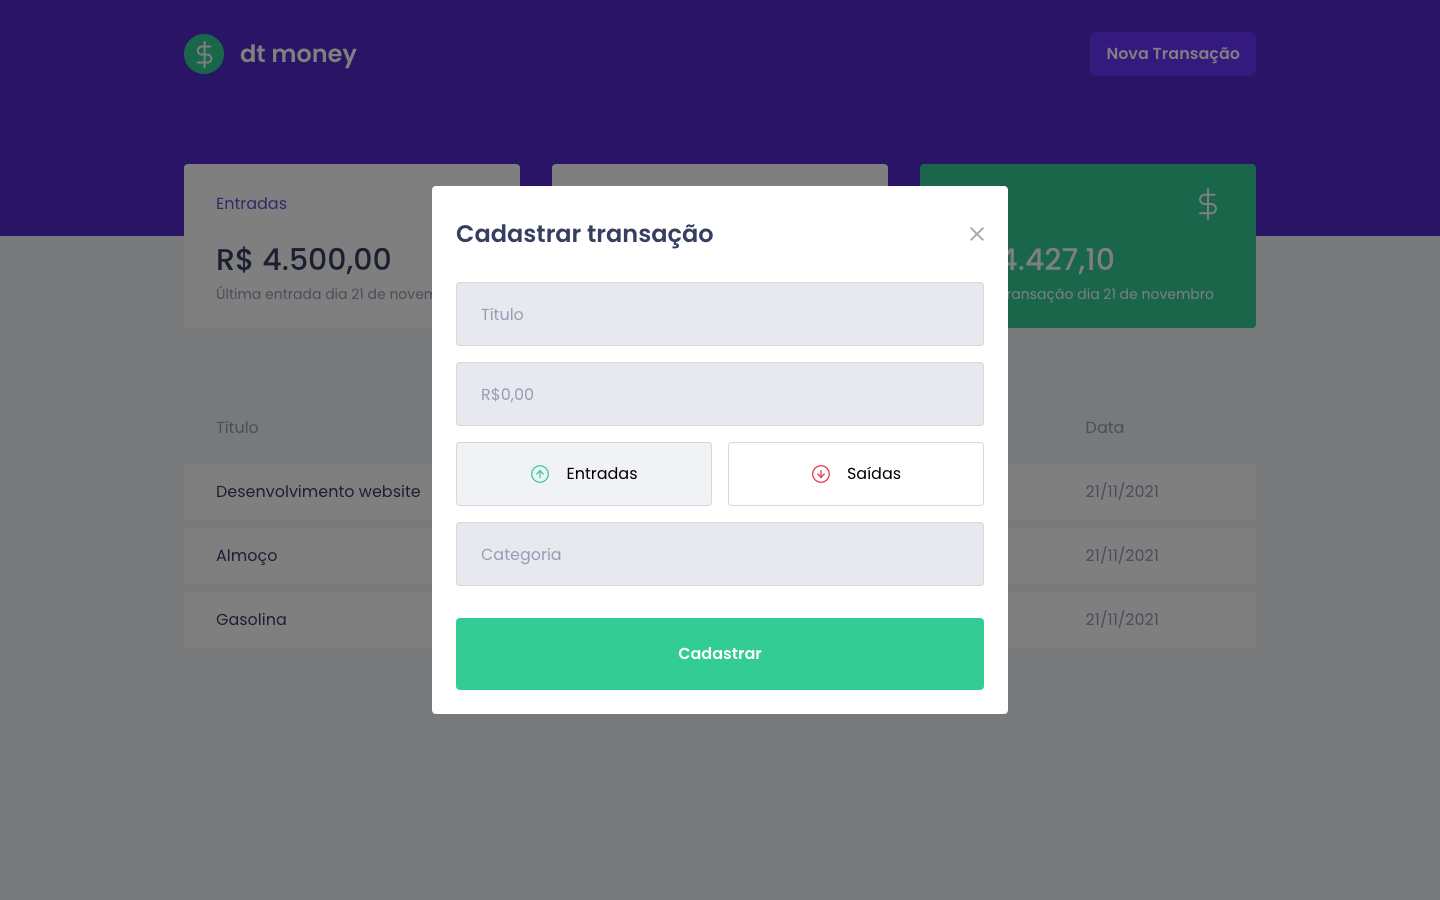 dt money
Nova Transação
Entradas
R$ 4.500,00
4.427,10
Última entrada dia 21 de
dia 21 de novembro
Cadastrar transação
Título
R$0,00
Entradas
Saídas
Categoria
Cadastrar
Título
Data
Desenvolvimento website
21/11/2021
Almoço
21/11/2021
Gasolina
21/11/2021